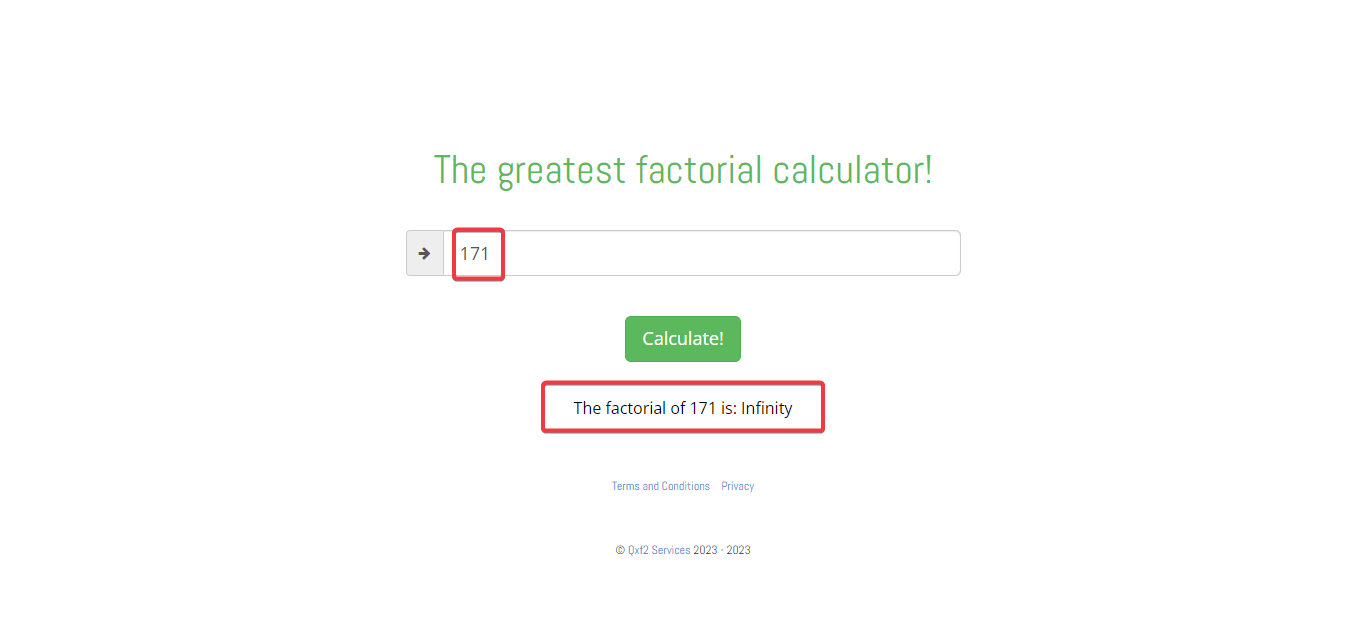 The greatest factorial calculator!
171
Calculate!
The factorial of 171 is: Infinity
Terms and Conditions Privacy
© Qxf2 Services 2023 - 2023